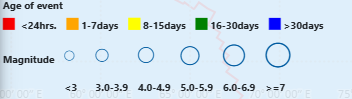 Age of event
<24hrs. 1-7days 8-15days 16-30days >30days
Magnitude
<3 3.0-3.9 4.0-4.9 5.0-5.9 6.0-6.9 >=7